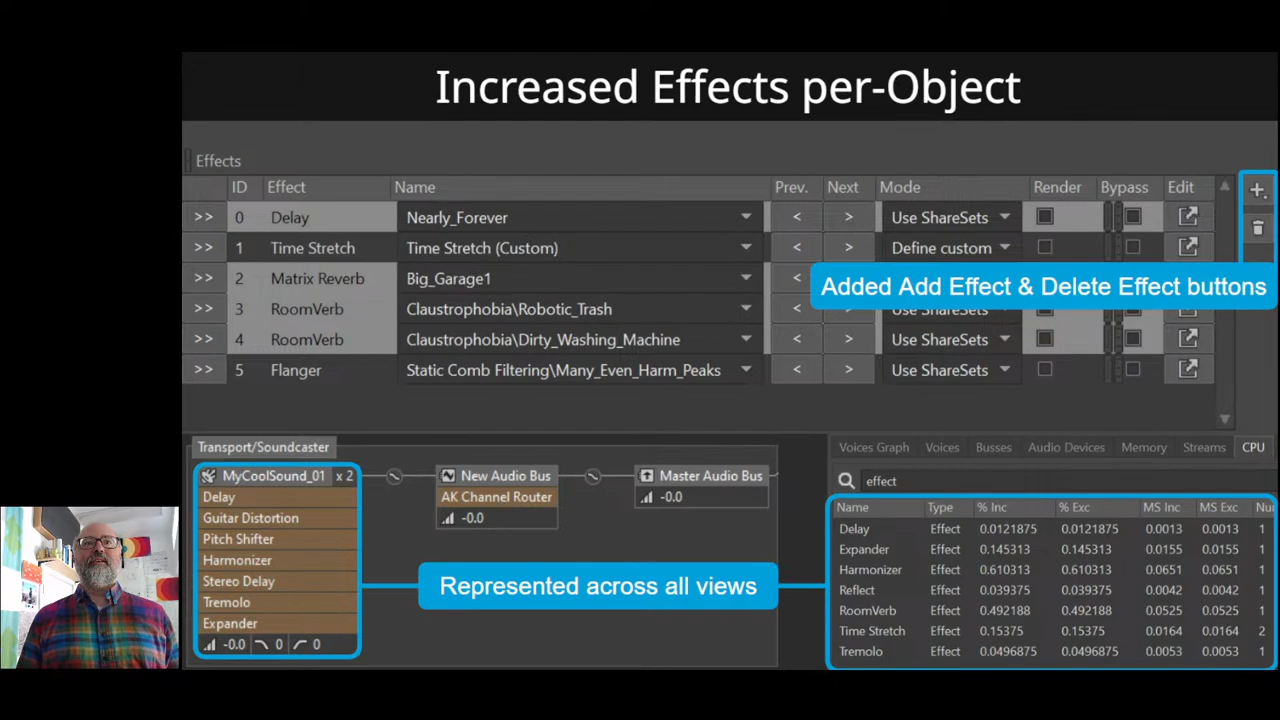 Increased Effects per-Object
Effects
ID Effect Name Prev. Next Mode Render Bypass Edit
>> 0 Delay Nearly_Forever < > Use ShareSets
>> 1 Time Stretch Time Stretch (Custom) < > Define custom
>> 2 Matrix Reverb Big_Garage1 <
Added Add Effect & Delete Effect buttons
>> 3 RoomVerb Claustrophobia\Robotic_Trash < > Use ShareSets
>> 4 RoomVerb Claustrophobia\Dirty_Washing_Machine < > Use ShareSets
>> 5 Flanger Static Comb Filtering\Many_Even_Harm_Peaks < > Use ShareSets
Transport/Soundcaster
MyCoolSound_01 x 2
Delay
Guitar Distortion
Pitch Shifter
Harmonizer
Stereo Delay
Tremolo
Expander
-0.0 0 0
New Audio Bus
AK Channel Router
-0.0
Master Audio Bus
-0.0
Represented across all views
Voices Graph Voices Busses Audio Devices Memory Streams CPU
effect
Name Type % Inc % Exc MS Inc MS Exc Nu
Delay Effect 0.0121875 0.0121875 0.0013 0.0013 1
Expander Effect 0.145313 0.145313 0.0155 0.0155 1
Harmonizer Effect 0.610313 0.610313 0.0651 0.0651 1
Reflect Effect 0.039375 0.039375 0.0042 0.0042 1
RoomVerb Effect 0.492188 0.492188 0.0525 0.0525 1
Time Stretch Effect 0.15375 0.15375 0.0164 0.0164 2
Tremolo Effect 0.0496875 0.0496875 0.0053 0.0053 1